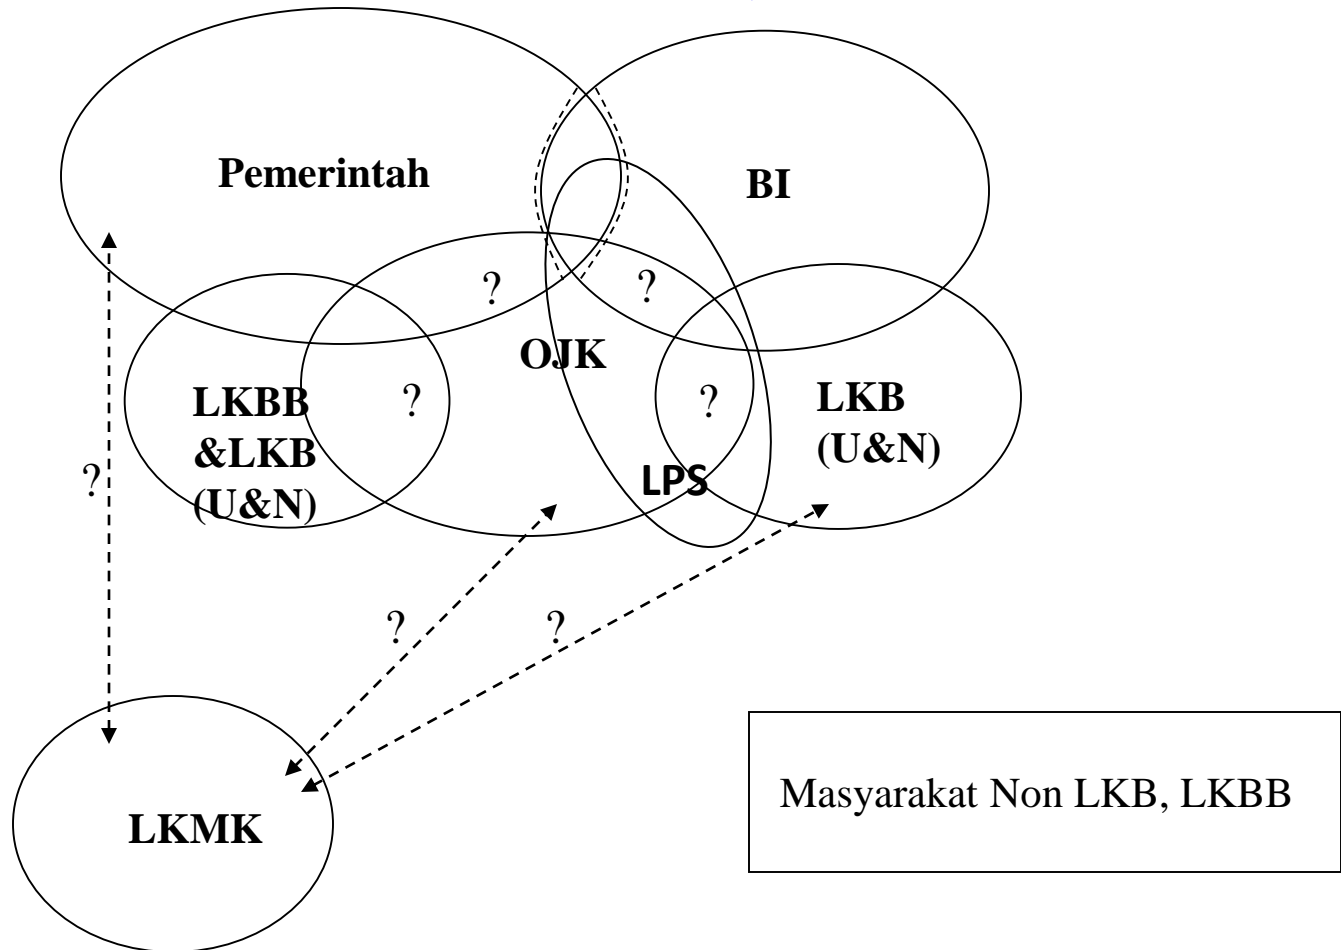 Pemerintah
BI
?
?
OJK
LKBB
&LKB
(U&N)
?
?
LKB
(U&N)
?
LPS
?
?
LKMK
Masyarakat Non LKB, LKBB